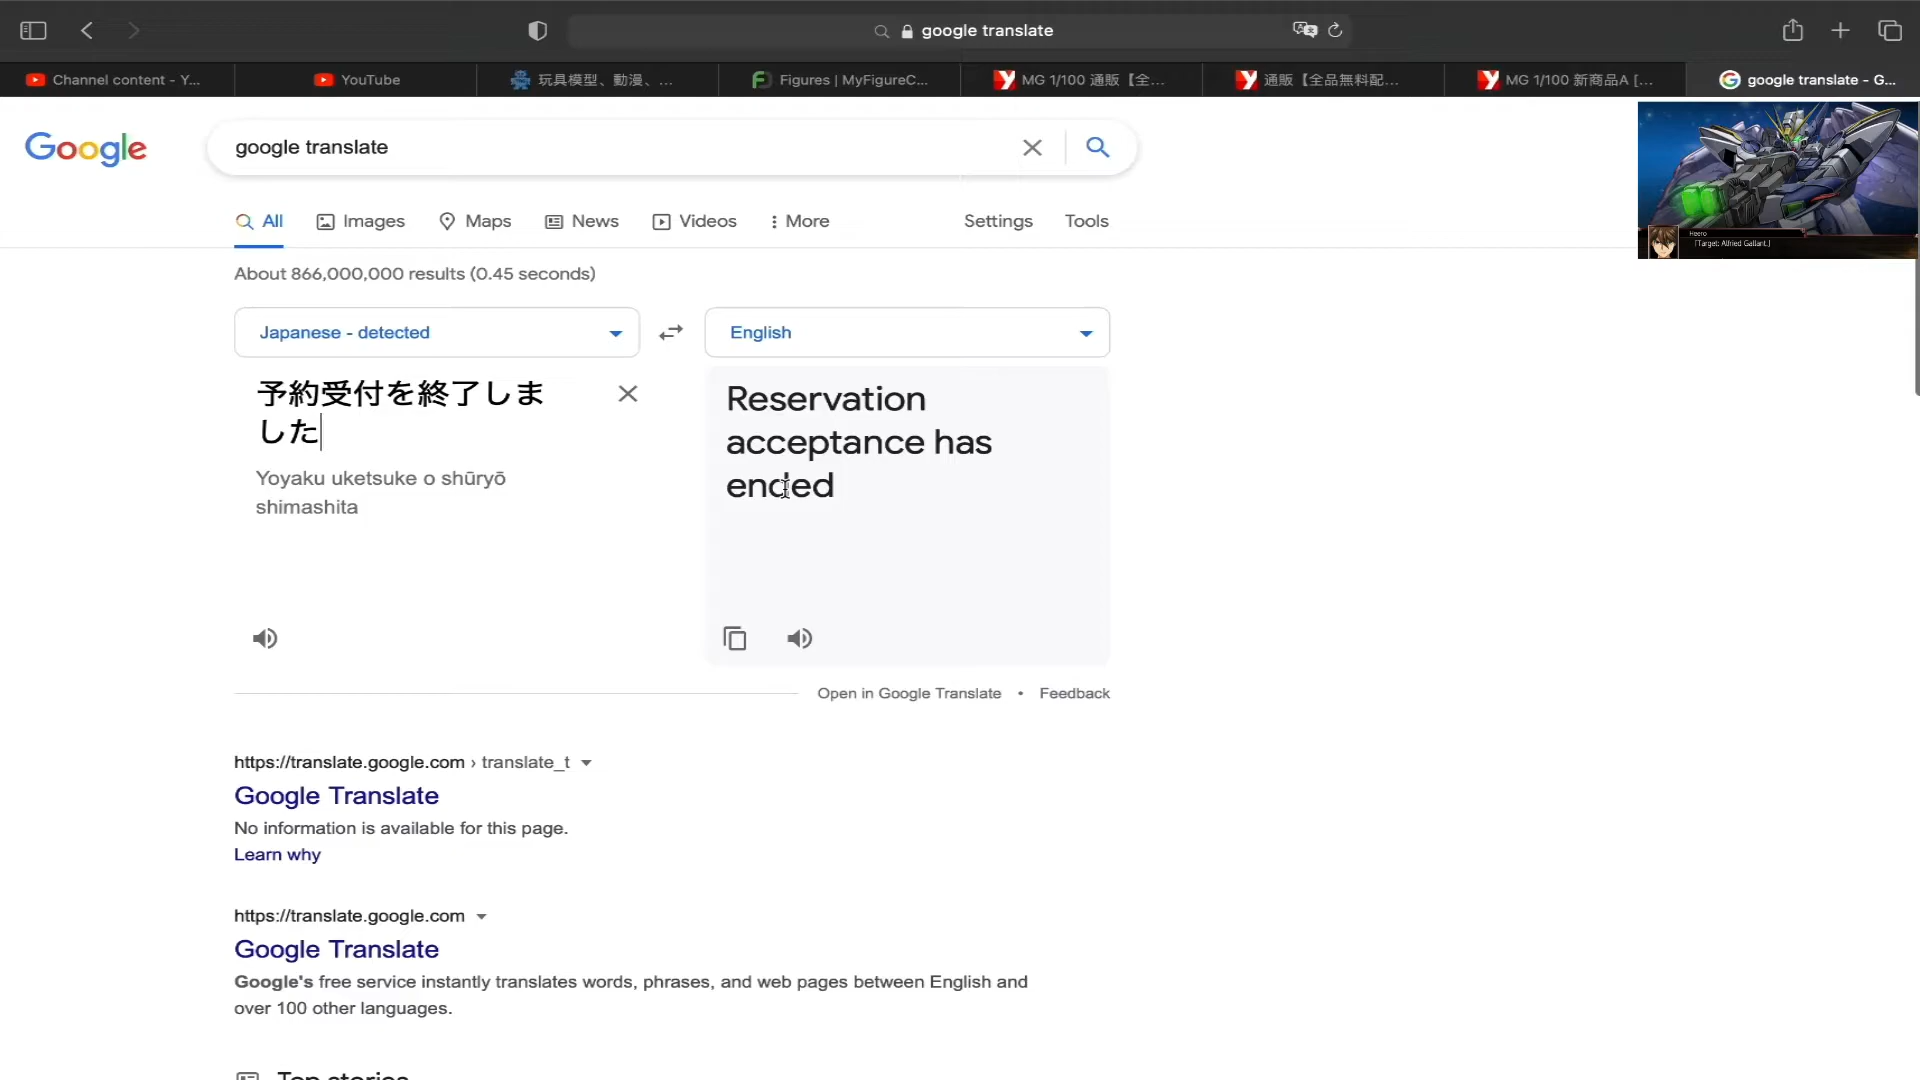 google translate
Channel content - Y...
YouTube
玩具模型、動漫、...
Figures | MyFigureC...
MG 1/100 通販【全...
通販【全品無料配...
MG 1/100 新商品A [...
google translate - G...
Google
google translate
All
Images
Maps
News
Videos
More
Settings
Tools
About 866,000,000 results (0.45 seconds)
Japanese - detected
English
予約受付を終了しま
した
Yoyaku uketsuke o shūryō
shimashita
Reservation
acceptance has
ended
Open in Google Translate • Feedback
https://translate.google.com › translate_t
Google Translate
No information is available for this page.
Learn why
https://translate.google.com
Google Translate
Google's free service instantly translates words, phrases, and web pages between English and
over 100 other languages.
Top stories
Heero
「Target: Alfried Gallant.」